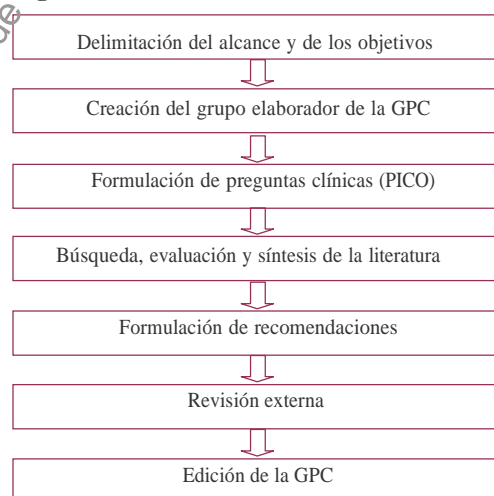 de
Delimitación del alcance y de los objetivos
Creación del grupo elaborador de la GPC
Formulación de preguntas clínicas (PICO)
Búsqueda, evaluación y síntesis de la literatura
Formulación de recomendaciones
Revisión externa
Edición de la GPC